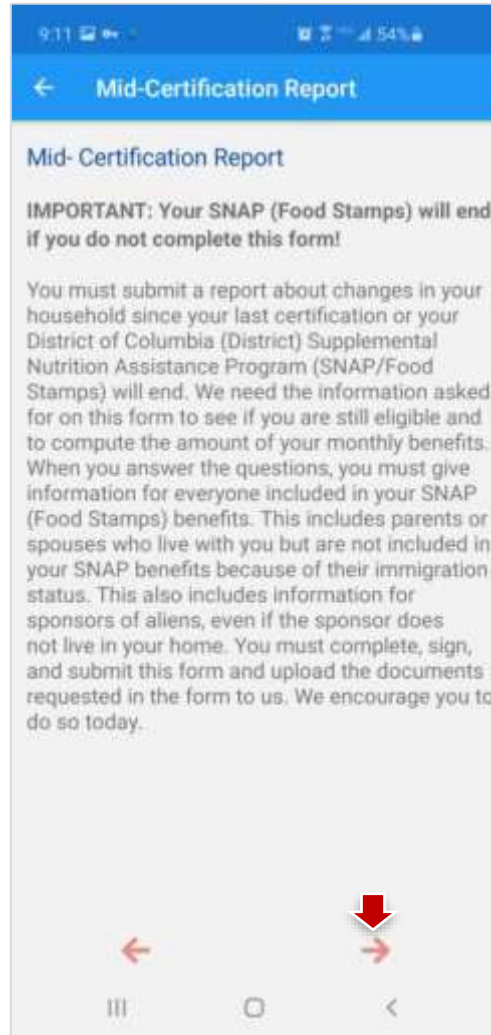 9:11 54%
Mid-Certification Report
Mid- Certification Report
IMPORTANT: Your SNAP (Food Stamps) will end
if you do not complete this form!
You must submit a report about changes in your
household since your last certification or your
District of Columbia (District) Supplemental
Nutrition Assistance Program (SNAP/Food
Stamps) will end. We need the information asked
for on this form to see if you are still eligible and
to compute the amount of your monthly benefits.
When you answer the questions, you must give
information for everyone included in your SNAP
(Food Stamps) benefits. This includes parents or
spouses who live with you but are not included in
your SNAP benefits because of their immigration
status. This also includes information for
sponsors of aliens, even if the sponsor does
not live in your home. You must complete, sign,
and submit this form and upload the documents
requested in the form to us. We encourage you to
do so today.